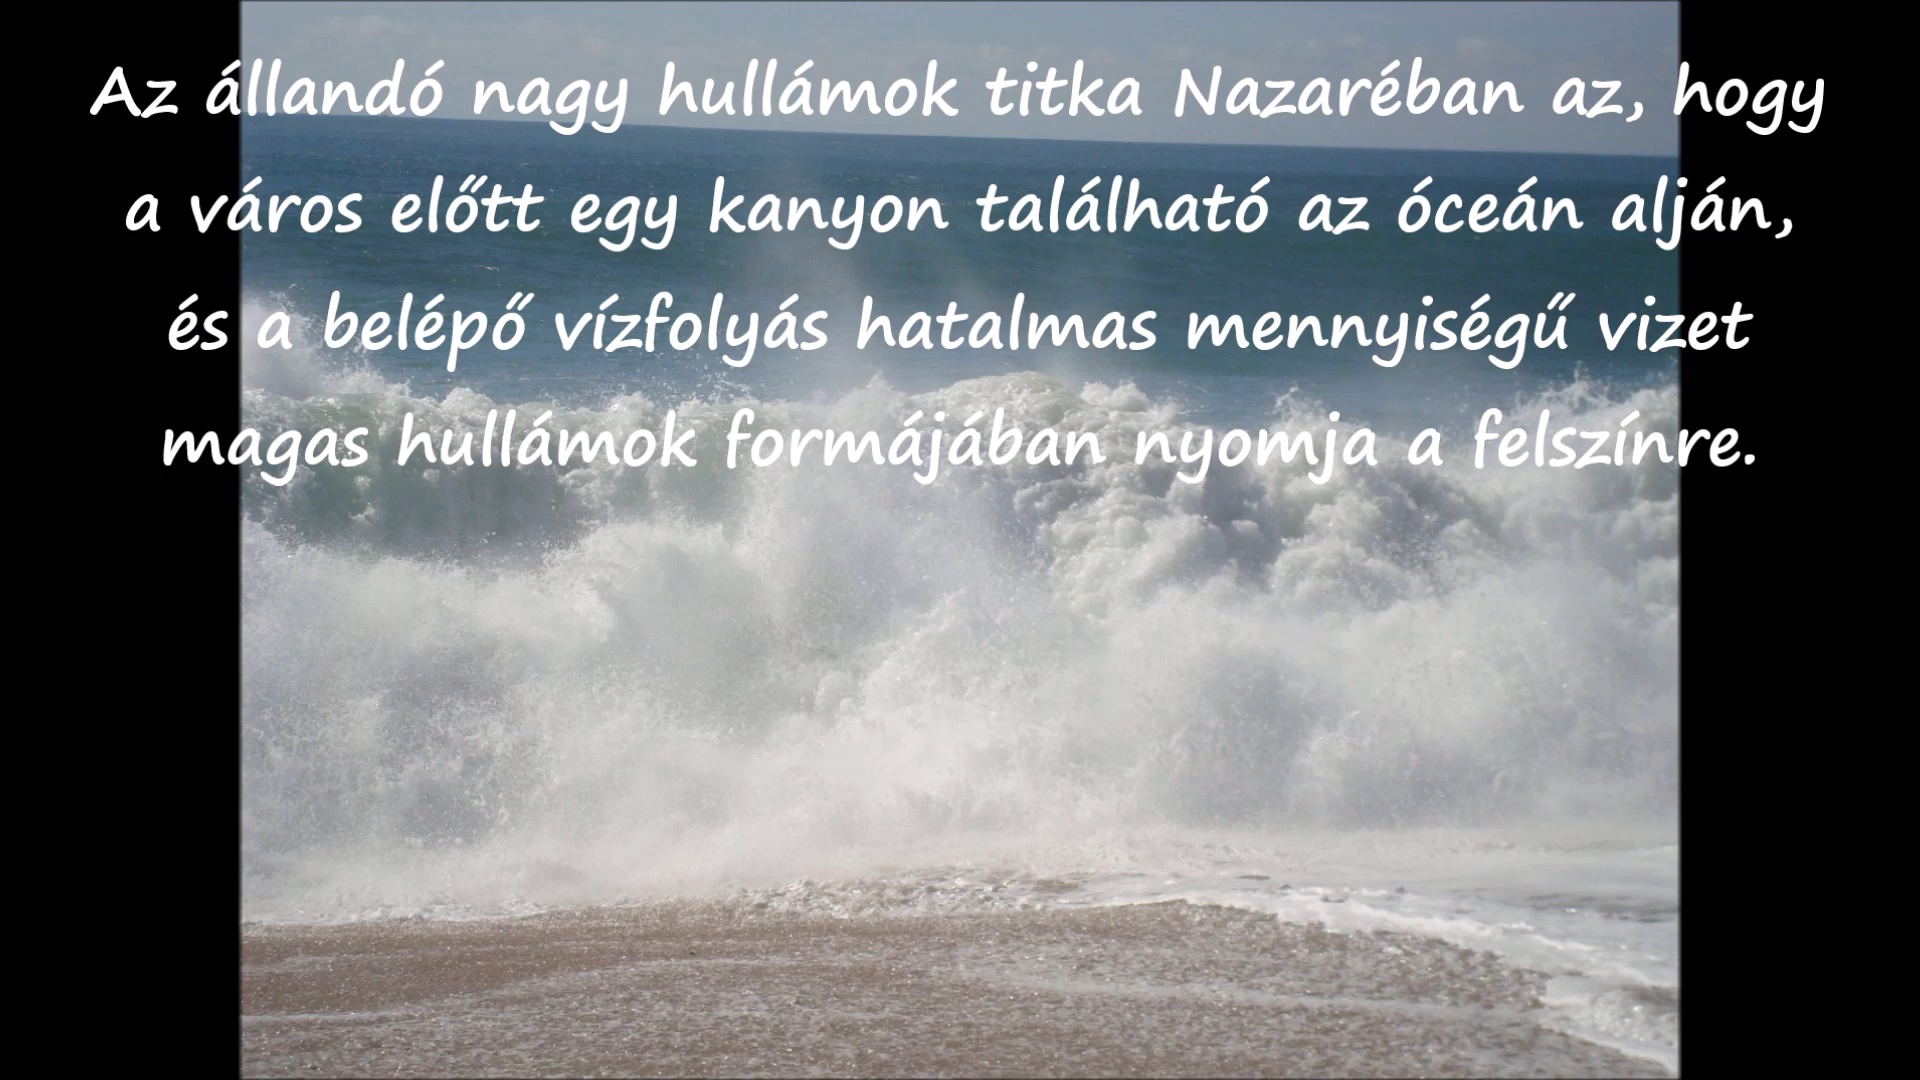 Az állandó nagy hullámok titka Nazaréban az, hogy
a város előtt egy kanyon található az óceán alján,
és a belépő vízfolyás hatalmas mennyiségű vizet
magas hullámok formájában nyomja a felszínre.